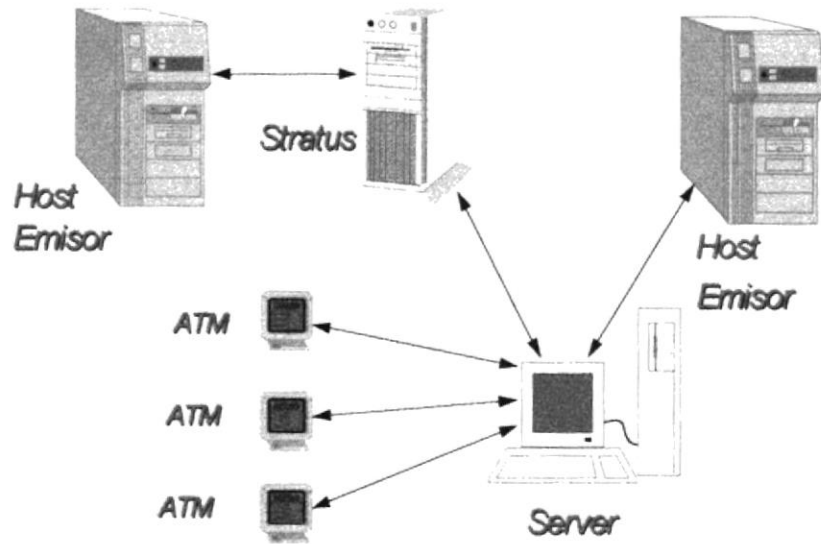 Stratus
Host
Emisor
Host
Emisor
ATM
ATM
ATM
Server